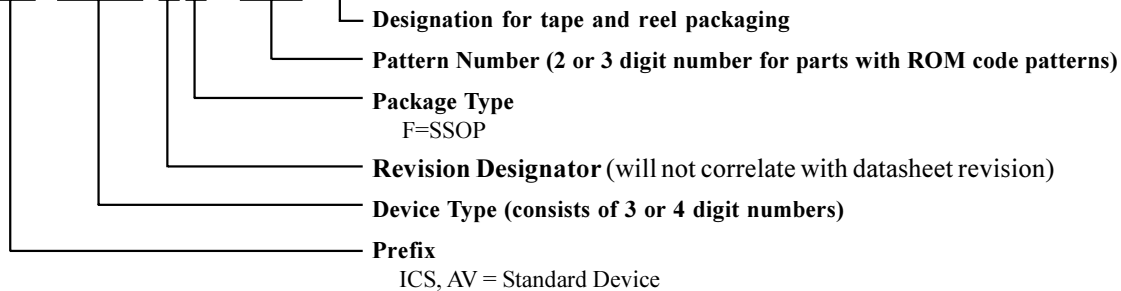 Designation for tape and reel packaging
Pattern Number (2 or 3 digit number for parts with ROM code patterns)
Package Type
F=SSOP
Revision Designator (will not correlate with datasheet revision)
Device Type (consists of 3 or 4 digit numbers)
Prefix
ICS, AV = Standard Device